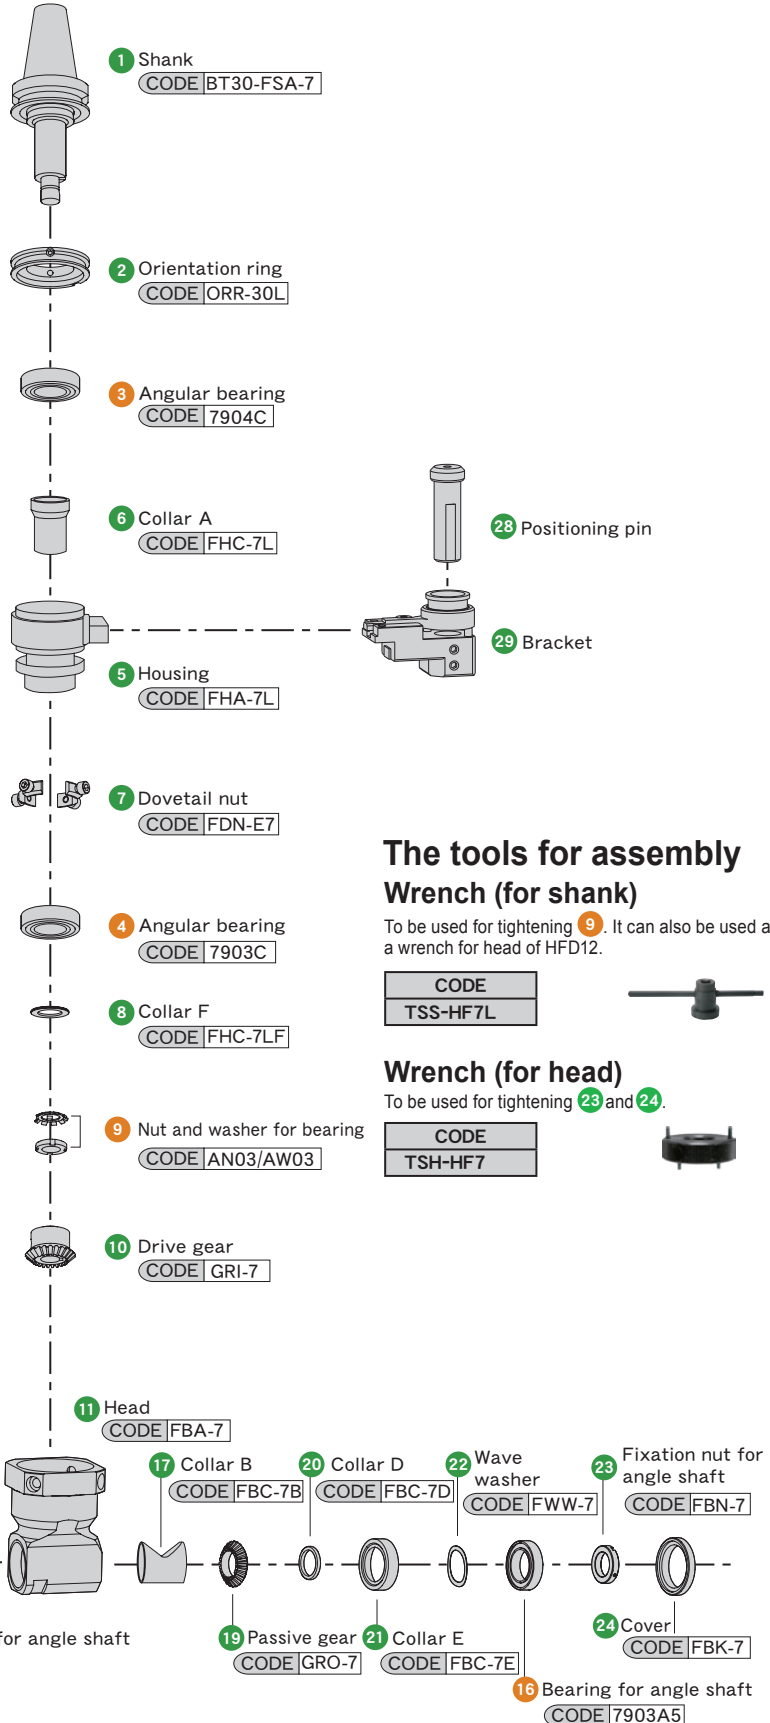 1 Shank
CODE BT30-FSA-7
2 Orientation ring
CODE ORR-30L
3 Angular bearing
CODE 7904C
6 Collar A
CODE FHC-7L
28 Positioning pin
5 Housing
CODE FHA-7L
29 Bracket
7 Dovetail nut
CODE FDN-E7
4 Angular bearing
CODE 7903C
8 Collar F
CODE FHC-7LF
9 Nut and washer for bearing
CODE AN03/AW03
10 Drive gear
CODE GRI-7
The tools for assembly
Wrench (for shank)
To be used for tightening 9. It can also be used a
a wrench for head of HFD12.
CODE
TSS-HF7L
Wrench (for head)
To be used for tightening 23 and 24.
CODE
TSH-HF7
11 Head
CODE FBA-7
17 Collar B
CODE FBC-7B
20 Collar D
CODE FBC-7D
22 Wave
washer
CODE FWW-7
23 Fixation nut for
angle shaft
CODE FBN-7
for angle shaft
19 Passive gear
CODE GRO-7
21 Collar E
CODE FBC-7E
24 Cover
CODE FBK-7
16 Bearing for angle shaft
CODE 7903A5